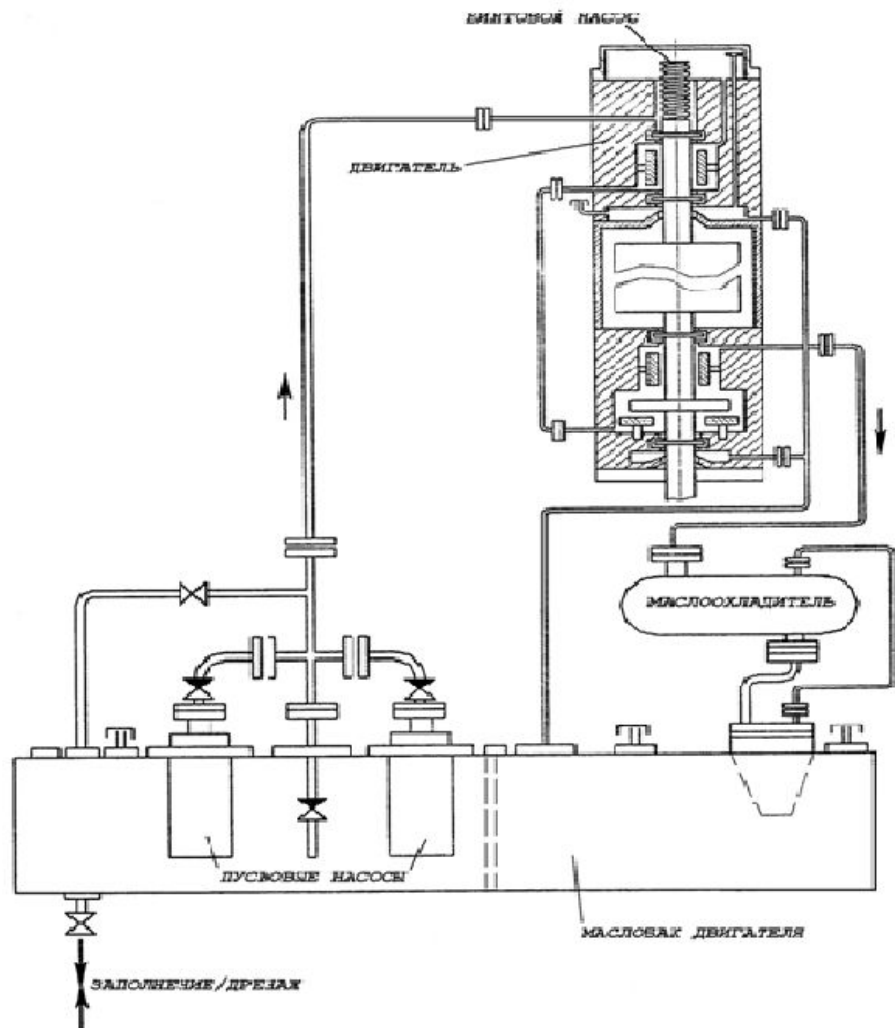 ВИНТОВОЙ НАСОС
ДВИГАТЕЛЬ
МАСЛООХЛАДИТЕЛЬ
ПУСКОВЫЕ НАСОСЫ
МАСЛОБАК ДВИГАТЕЛЯ
ЗАПОЛНЕНИЕ/ДРЕНАЖ